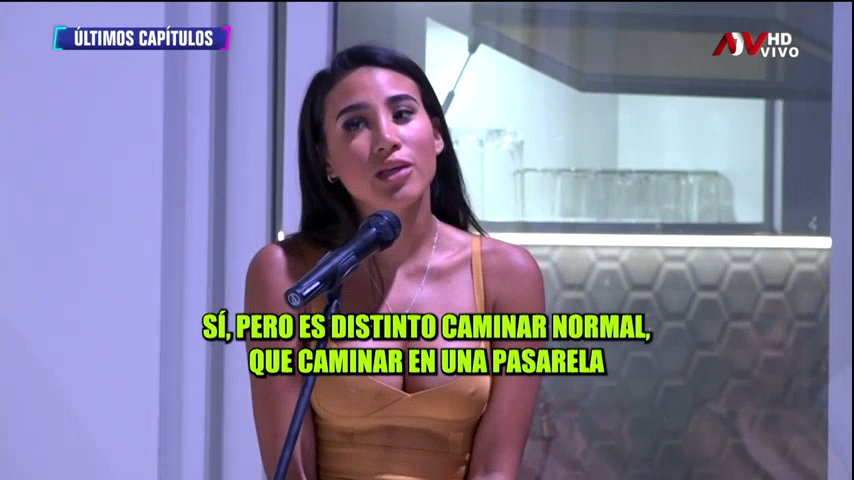 ÚLTIMOS CAPÍTULOS
ATV HD
VIVO
SÍ, PERO ES DISTINTO CAMINAR NORMAL,
QUE CAMINAR EN UNA PASARELA